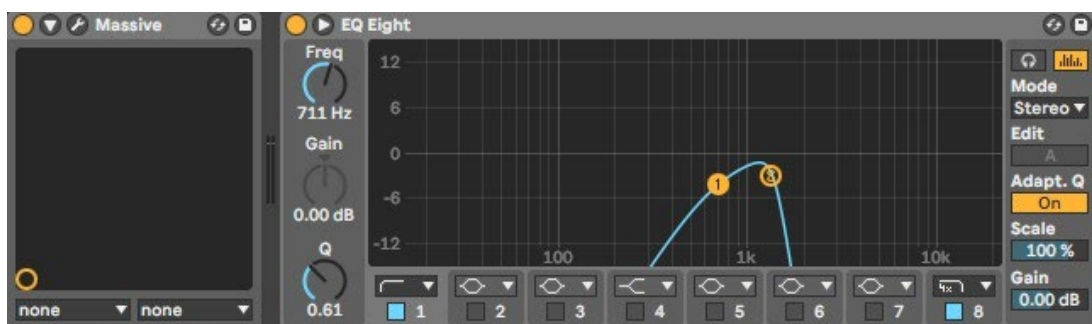 Massive
none
none
EQ Eight
Freq
711 Hz
Gain
0.00 dB
Q
0.61
12
6
0
-6
-12
100
1k
10k
1
1
2
3
4
5
6
7
4x
8
Mode
Stereo
Edit
A
Adapt. Q
On
Scale
100 %
Gain
0.00 dB